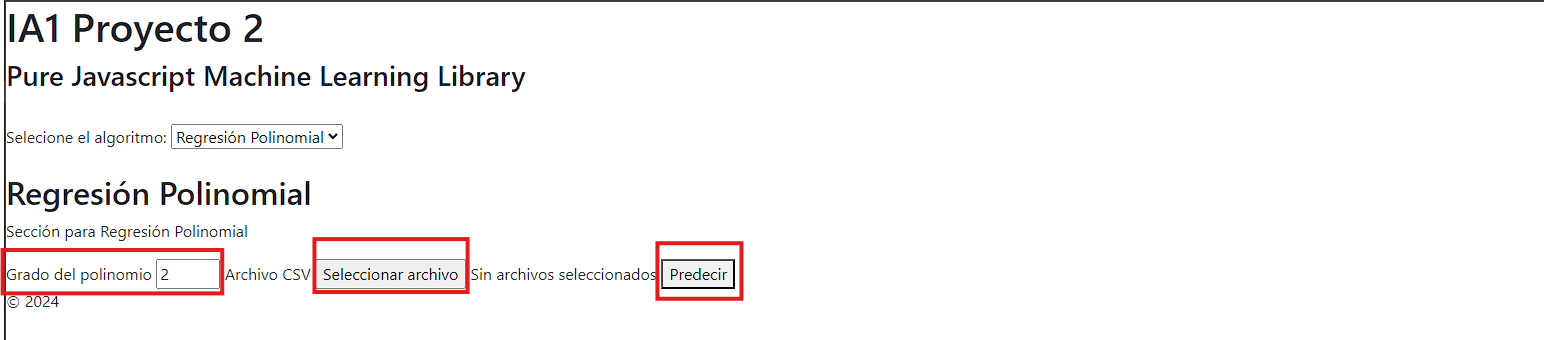 IA1 Proyecto 2
Pure Javascript Machine Learning Library
Selecione el algoritmo: Regresión Polinomial
Regresión Polinomial
Sección para Regresión Polinomial
Grado del polinomio 2 Archivo CSV Seleccionar archivo Sin archivos seleccionados Predecir
© 2024